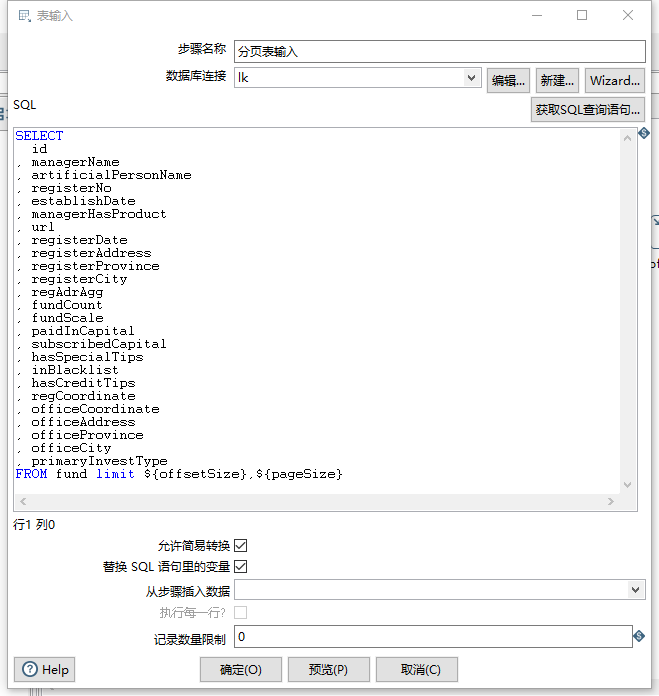 表输入
步骤名称 分页表输入
数据库连接 lk 编辑... 新建... Wizard...
SQL 获取SQL查询语句...
SELECT
id
, managerName
, artificialPersonName
, registerNo
, establishDate
, managerHasProduct
, url
, registerDate
, registerAddress
, registerProvince
, registerCity
, regAdrAgg
, fundCount
, fundScale
, paidInCapital
, subscribedCapital
, hasSpecialTips
, inBlacklist
, hasCreditTips
, regCoordinate
, officeCoordinate
, officeAddress
, officeProvince
, officeCity
, primaryInvestType
FROM fund limit ${offsetSize},${pageSize}
行1 列0
允许简易转换
替换 SQL 语句里的变量
从步骤插入数据
执行每一行?
记录数量限制 0
Help 确定(O) 预览(P) 取消(C)